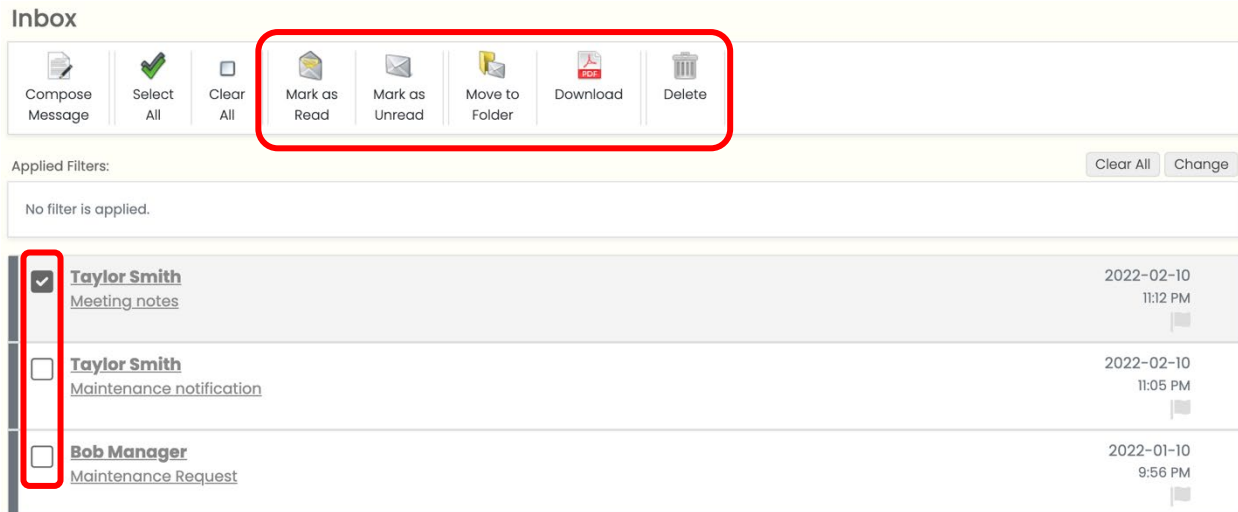 Inbox
Compose Message
Select All
Clear All
Mark as Read
Mark as Unread
Move to Folder
PDF
Download
Delete
Applied Filters:
Clear All
Change
No filter is applied.
Taylor Smith
2022-02-10
Meeting notes
11:12 PM
Taylor Smith
2022-02-10
Maintenance notification
11:05 PM
Bob Manager
2022-01-10
Maintenance Request
9:56 PM